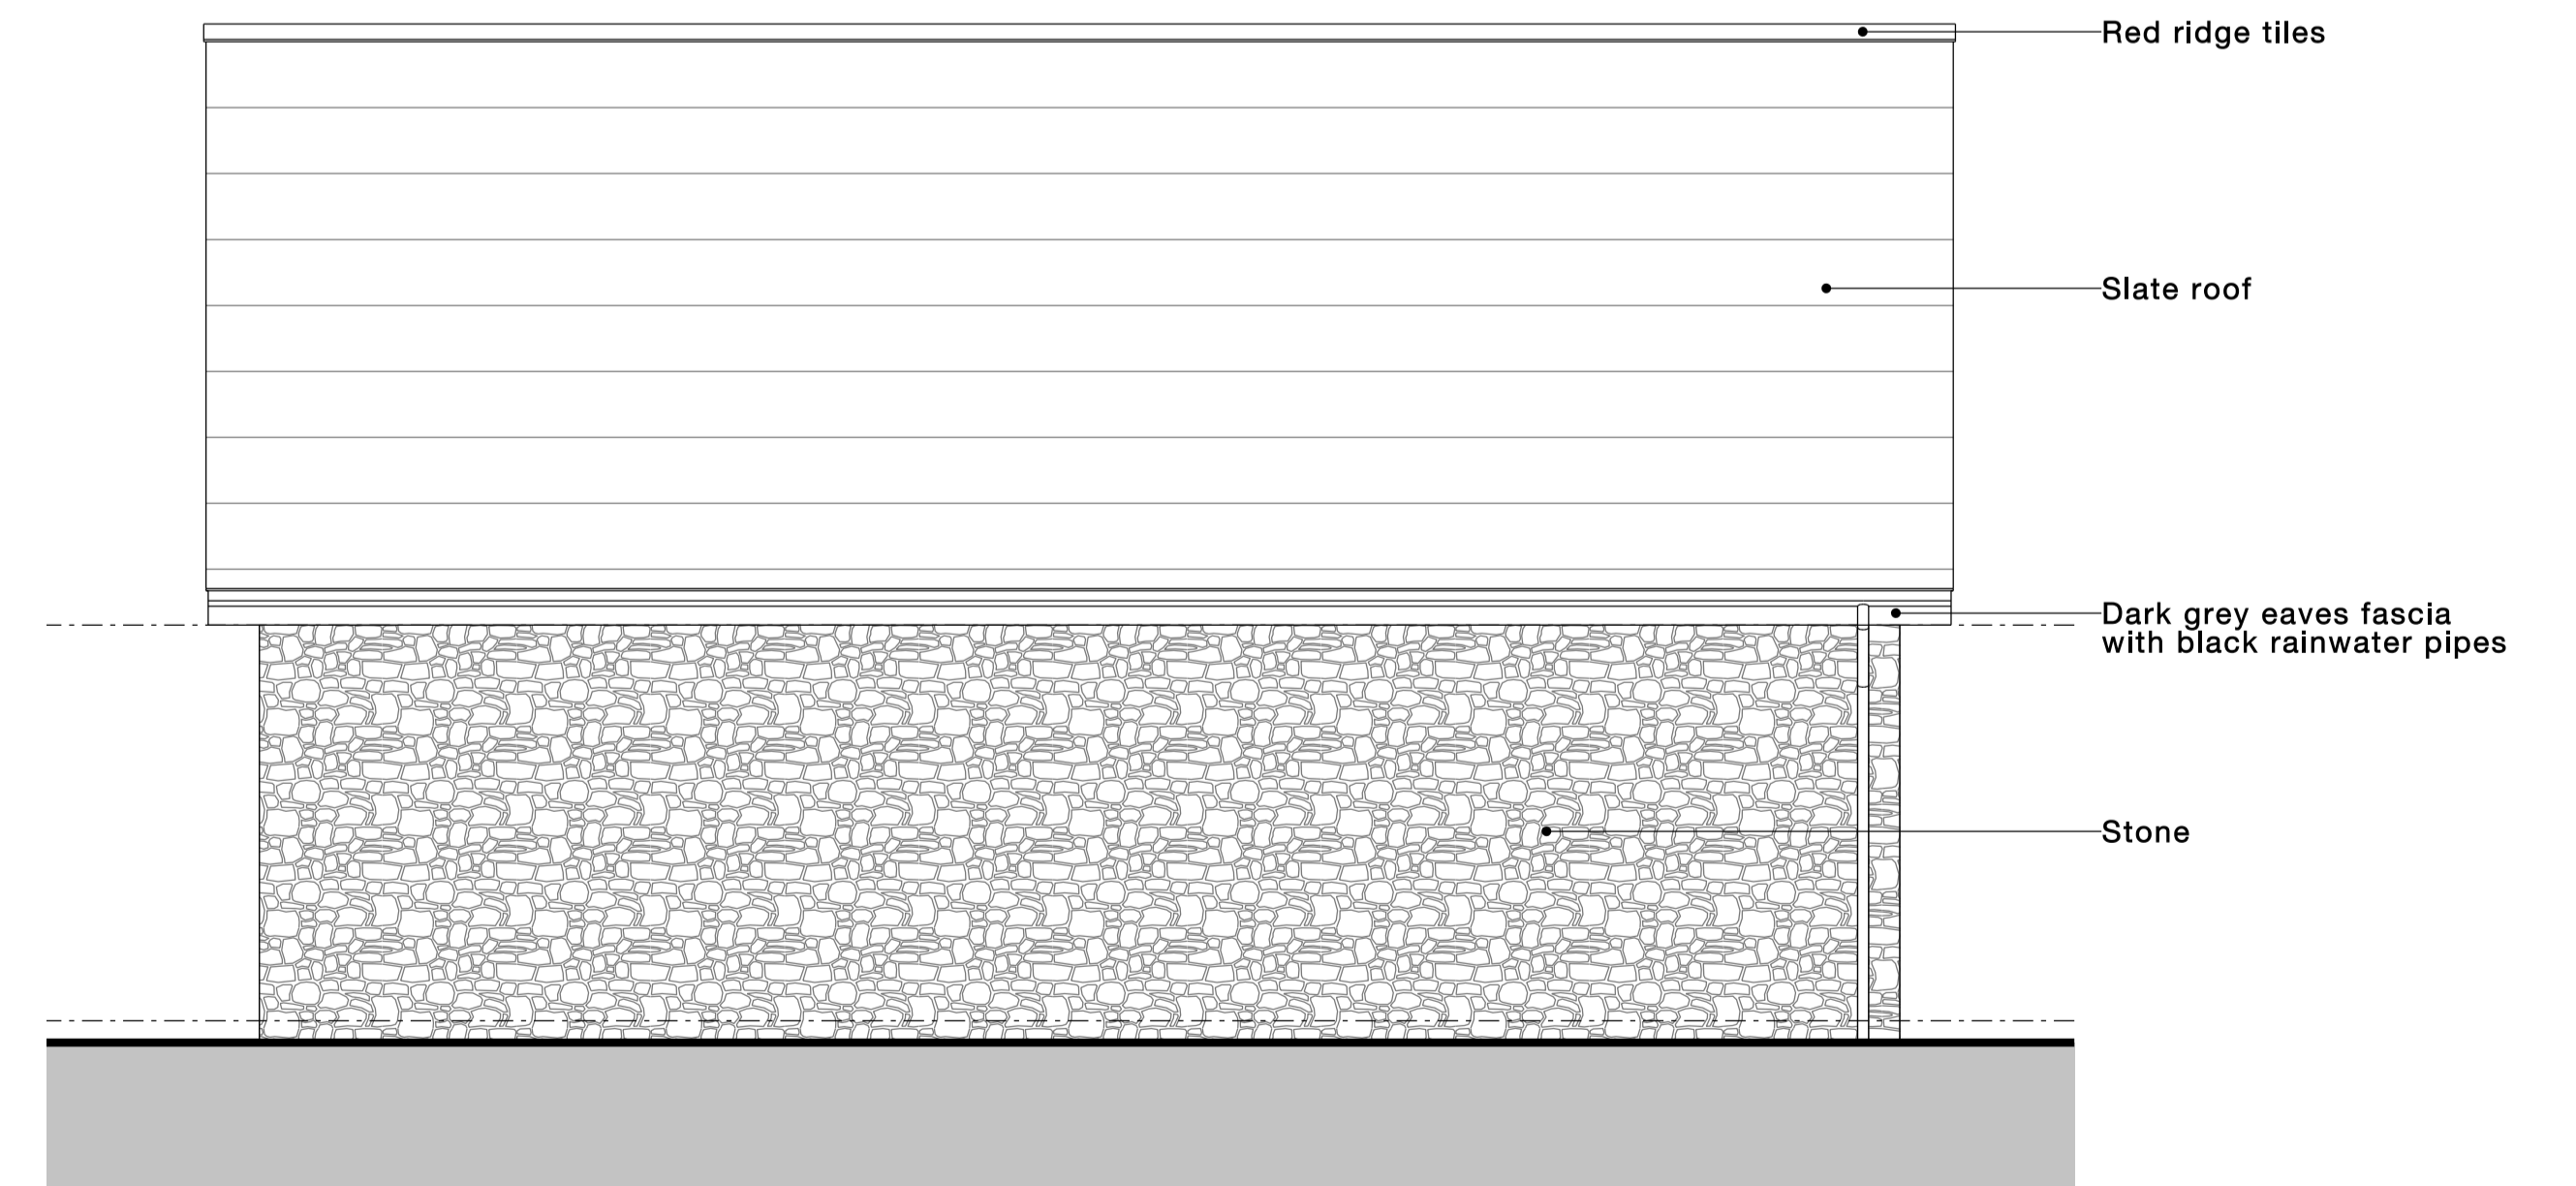 Red ridge tiles
Slate roof
Dark grey eaves fascia
with black rainwater pipes
Stone